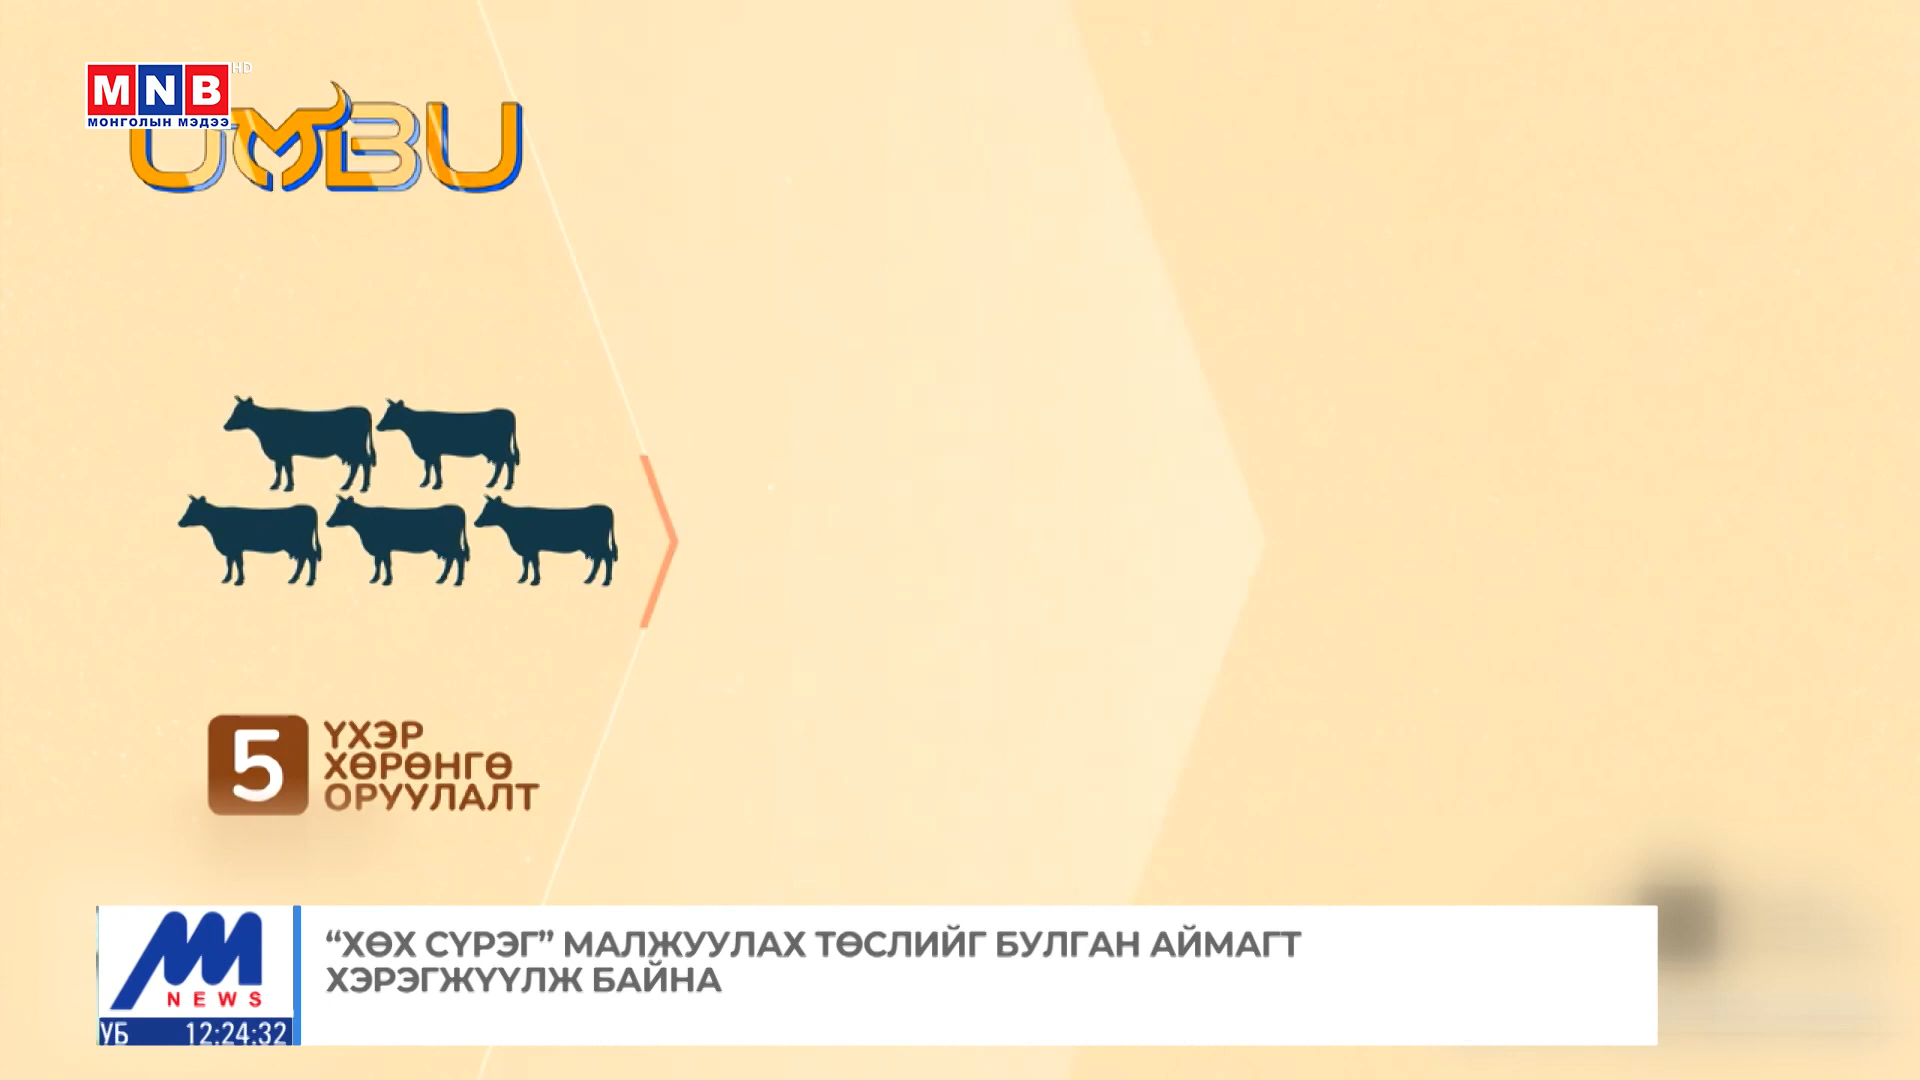 MNB HD
МОНГОЛЫН МЭДЭЭ
UMBU
5
ҮХЭР
ХӨРӨНГӨ
ОРУУЛАЛТ
“ХӨХ СҮРЭГ” МАЛЖУУЛАХ ТӨСЛИЙГ БУЛГАН АЙМАГТ
ХЭРЭГЖҮҮЛЖ БАЙНА
NEWS
УБ 12:24:32